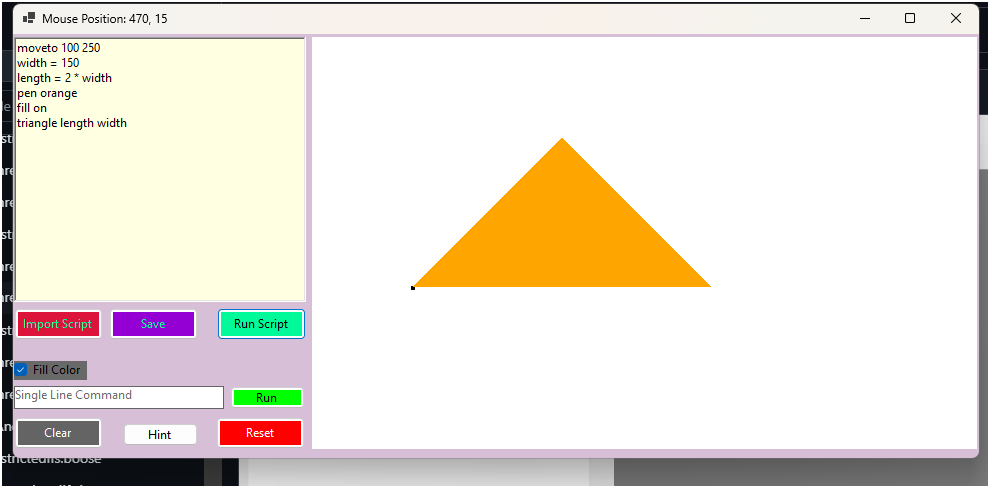 Mouse Position: 470, 15
moveto 100 250
width = 150
length = 2 * width
pen orange
fill on
triangle length width
Import Script
Save
Run Script
Fill Color
Single Line Command
Run
Clear
Hint
Reset